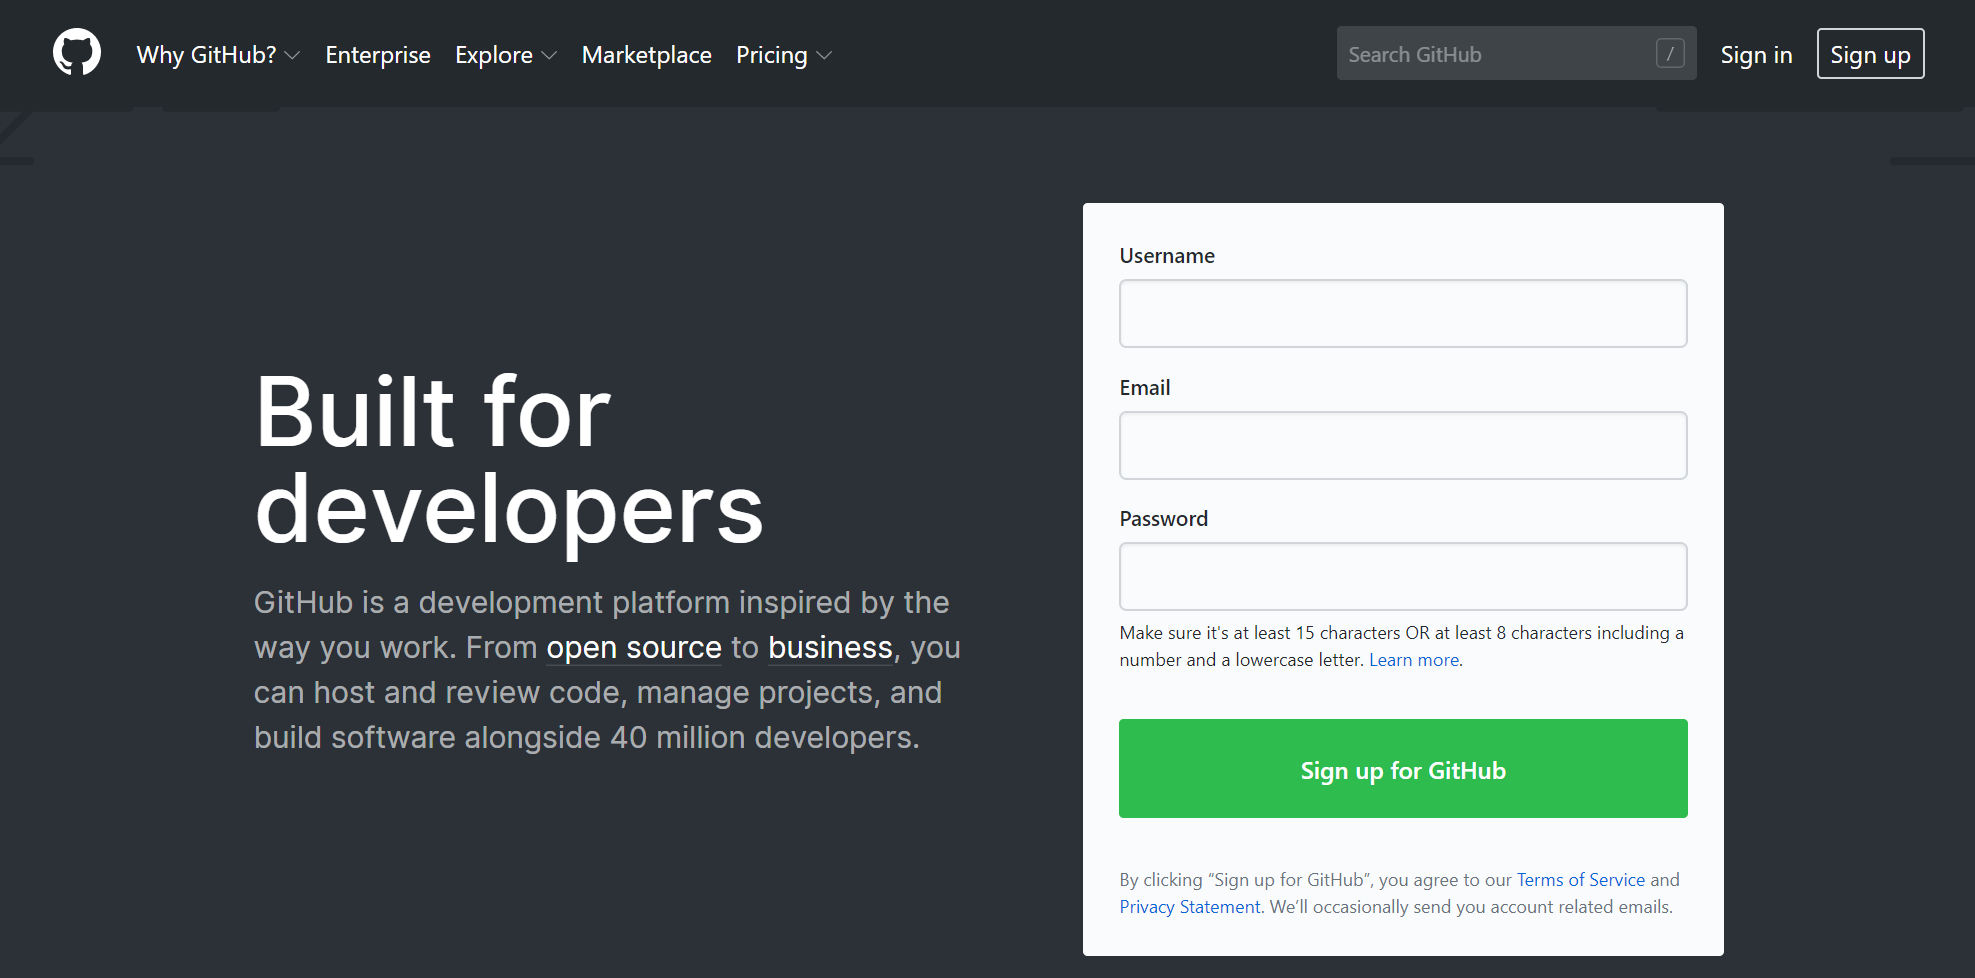 Why GitHub? Enterprise Explore Marketplace Pricing Search GitHub / Sign in Sign up
Built for
developers
GitHub is a development platform inspired by the
way you work. From open source to business, you
can host and review code, manage projects, and
build software alongside 40 million developers.
Username
Email
Password
Make sure it's at least 15 characters OR at least 8 characters including a
number and a lowercase letter. Learn more.
Sign up for GitHub
By clicking “Sign up for GitHub”, you agree to our Terms of Service and
Privacy Statement. We’ll occasionally send you account related emails.